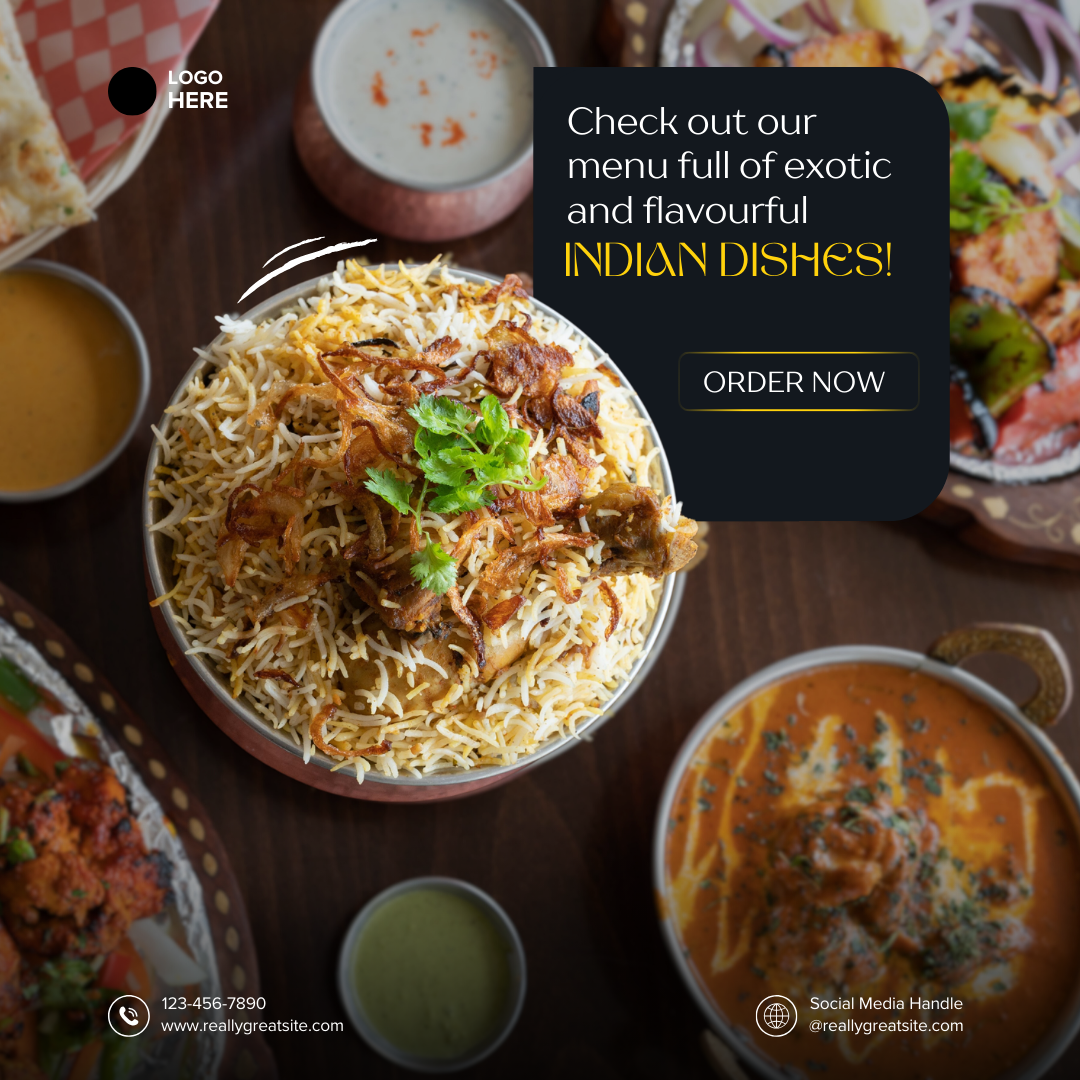 LOGO
HERE
Check out our
menu full of exotic
and flavourful
INDIAN DISHES!
ORDER NOW
123-456-7890
www.reallygreatsite.com
Social Media Handle
@reallygreatsite.com